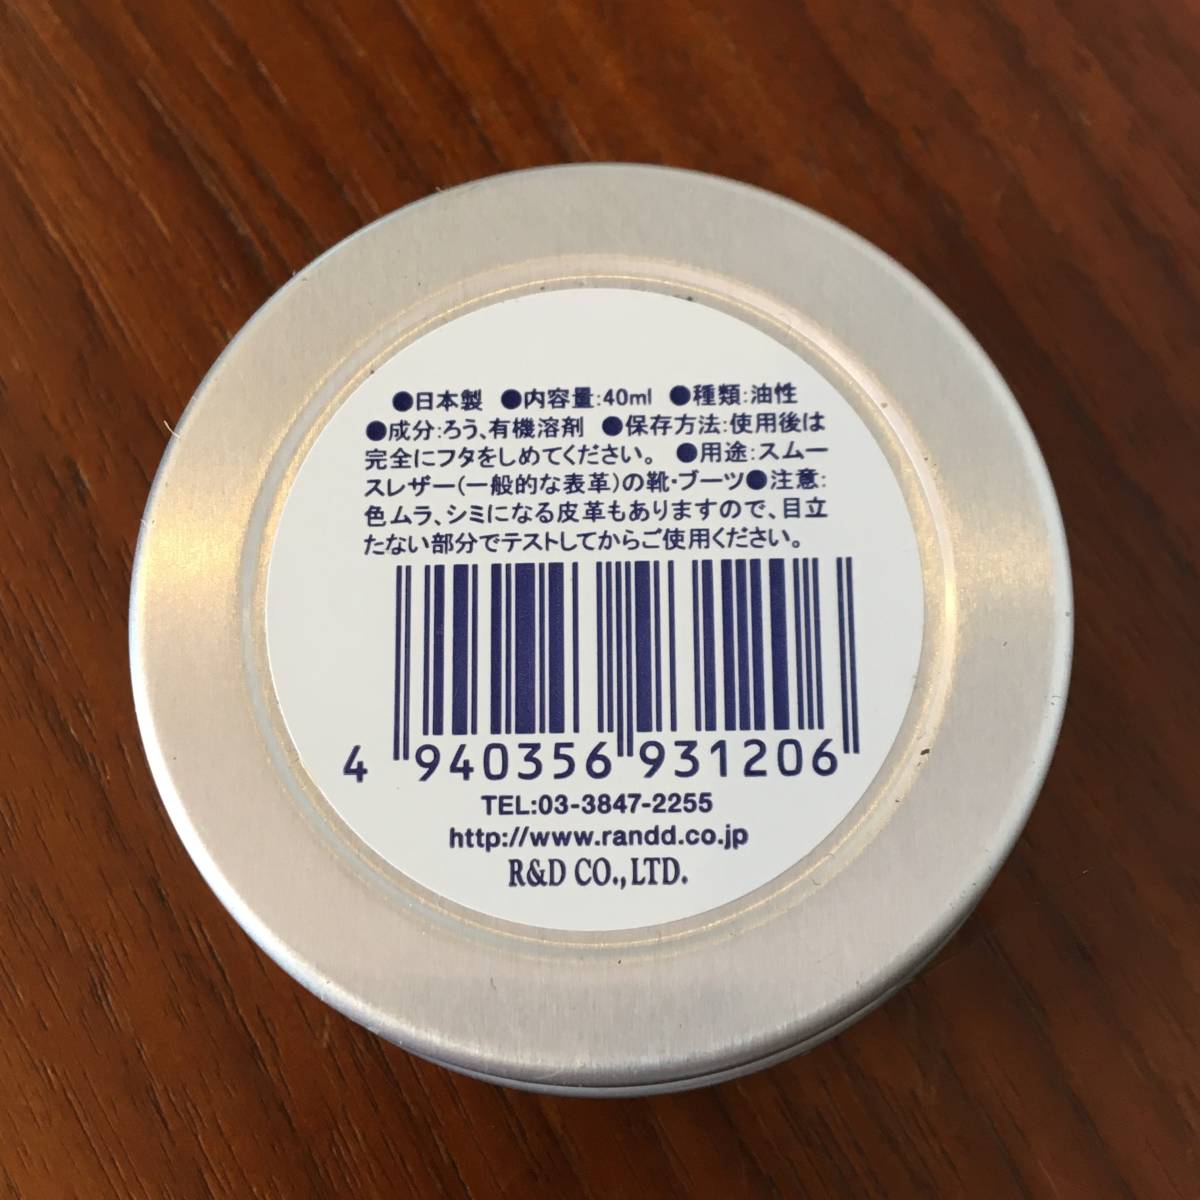 ●日本製 ●内容量:40ml ●種類:油性
●成分:ろう、有機溶剤 ●保存方法:使用後は
完全にフタをしめてください。 ●用途:スムー
スレザー(一般的な表革)の靴・ブーツ●注意:
色ムラ、シミになる皮革もありますので、目立
たない部分でテストしてからご使用ください。
4 940356 931206
TEL:03-3847-2255
http://www.randd.co.jp
R&D CO.,LTD.